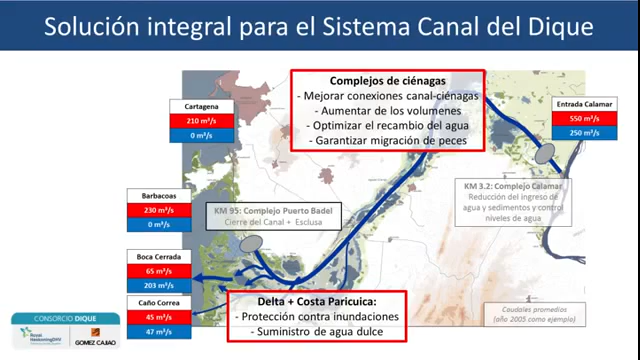 Solución integral para el Sistema Canal del Dique
Complejos de ciénagas
- Mejorar conexiones canal-ciénagas
- Aumentar de los volumenes
- Optimizar el recambio del agua
- Garantizar migración de peces
Cartagena
210 m³/s
0 m³/s
Entrada Calamar
550 m³/s
250 m³/s
Barbacoas
230 m³/s
0 m³/s
KM 95: Complejo Puerto Badel
Cierre del Canal + Esclusa
KM 3.2: Complejo Calamar
Reducción del ingreso de
agua y sedimentos y control
niveles de agua
Boca Cerrada
65 m³/s
203 m³/s
Caño Correa
45 m³/s
47 m³/s
Delta + Costa Paricuica:
- Protección contra inundaciones
- Suministro de agua dulce
Caudales promedios
(año 2005 como ejemplo)
CONSORCIO DIQUE
Royal
HaskoningDHV
GOMEZ CAJIAO